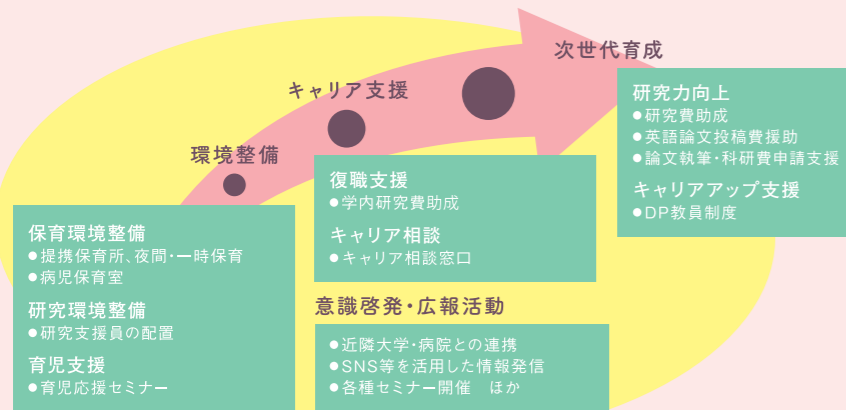 環境整備
保育環境整備
●提携保育所、夜間・一時保育
●病児保育室
研究環境整備
●研究支援員の配置
育児支援
●育児応援セミナー
キャリア支援
復職支援
●学内研究費助成
キャリア相談
●キャリア相談窓口
意識啓発・広報活動
●近隣大学・病院との連携
●SNS等を活用した情報発信
●各種セミナー開催　ほか
次世代育成
研究力向上
●研究費助成
●英語論文投稿費援助
●論文執筆・科研費申請支援
キャリアアップ支援
●DP教員制度